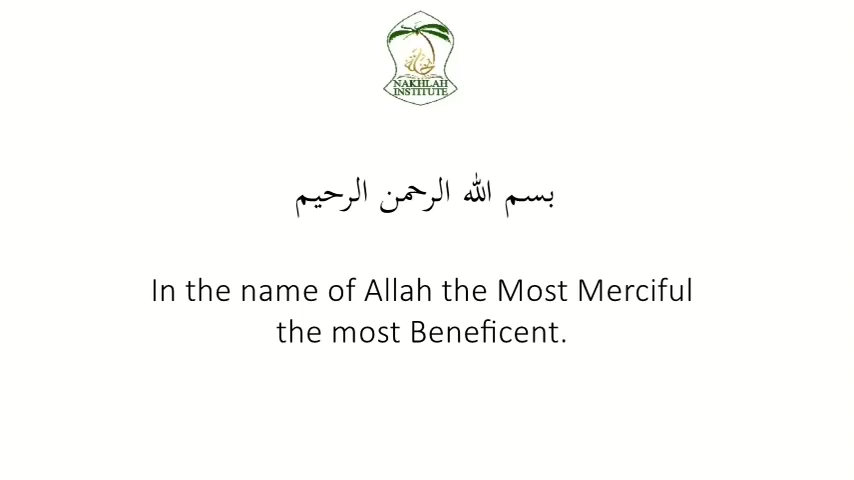 NAKHLAH
INSTITUTE
بسم الله الرحمن الرحيم
In the name of Allah the Most Merciful
the most Beneficent.